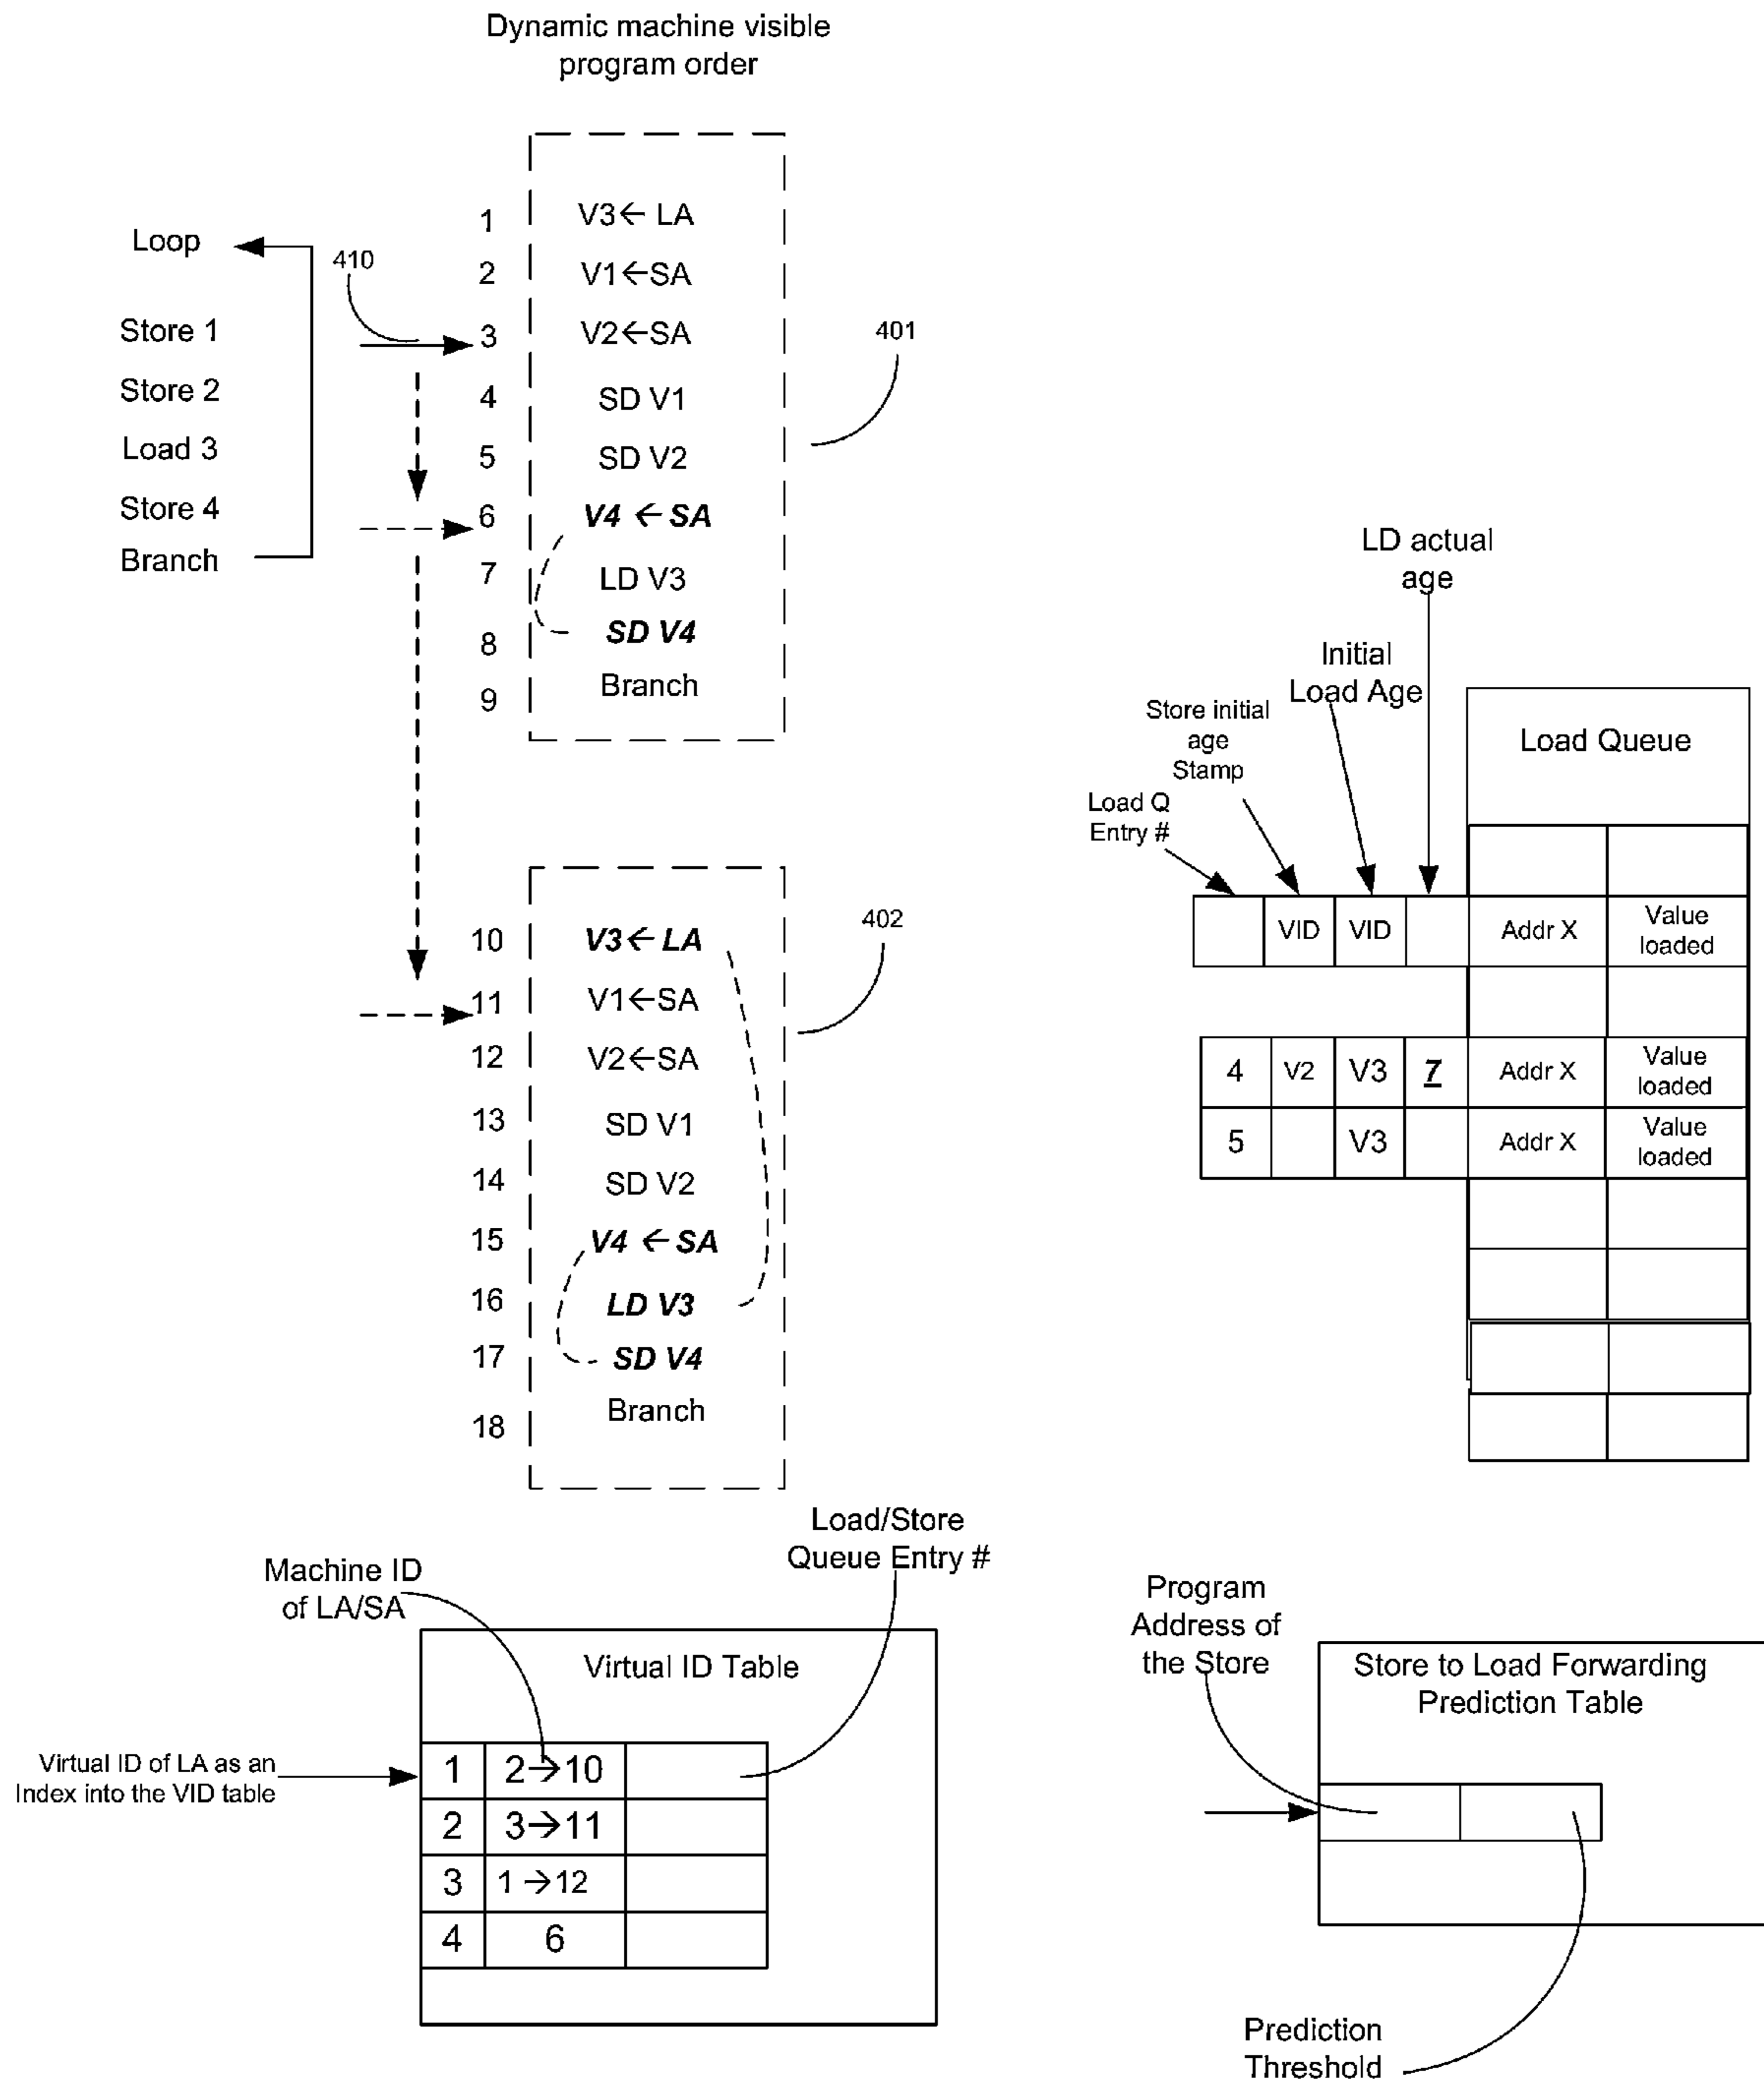 Dynamic machine visible
program order
Loop
Store 1
Store 2
Load 3
Store 4
Branch
410
1 V3← LA
2 V1←SA
3 V2←SA
4 SD V1
5 SD V2
6 V4 ← SA
7 LD V3
8 SD V4
9 Branch
401
10 V3← LA
11 V1←SA
12 V2←SA
13 SD V1
14 SD V2
15 V4 ← SA
16 LD V3
17 SD V4
18 Branch
402
LD actual
age
Initial
Load Age
Store initial
age
Stamp
Load Q
Entry #
Load Queue
VID VID Addr X Value
loaded
4 V2 V3 7 Addr X Value
loaded
5 V3 Addr X Value
loaded
Machine ID
of LA/SA
Load/Store
Queue Entry #
Virtual ID Table
Virtual ID of LA as an
Index into the VID table
1 2→10
2 3→11
3 1→12
4 6
Program
Address of
the Store
Store to Load Forwarding
Prediction Table
Prediction
Threshold